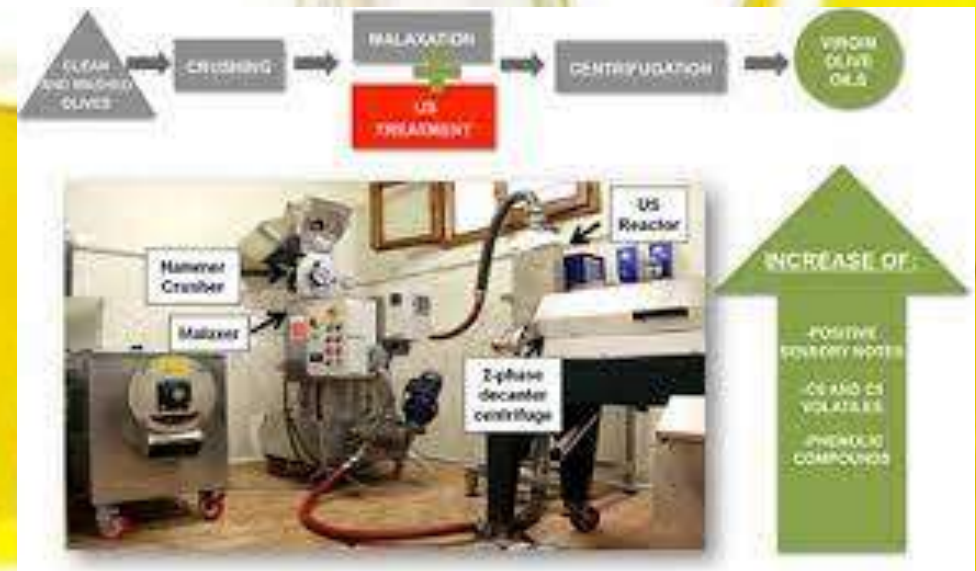 CLEAN
AND WASHED
OLIVES
CRUSHING
MALAXATION
US
TREATMENT
CENTRIFUGATION
VIRGIN
OLIVE
OILS
Hammer
Crusher
Malaxer
US
Reactor
2-phase
decanter
centrifuge
INCREASE OF:
-POSITIVE
SENSORY NOTES
-C6 AND C5
VOLATILES
-PHENOLIC
COMPOUNDS